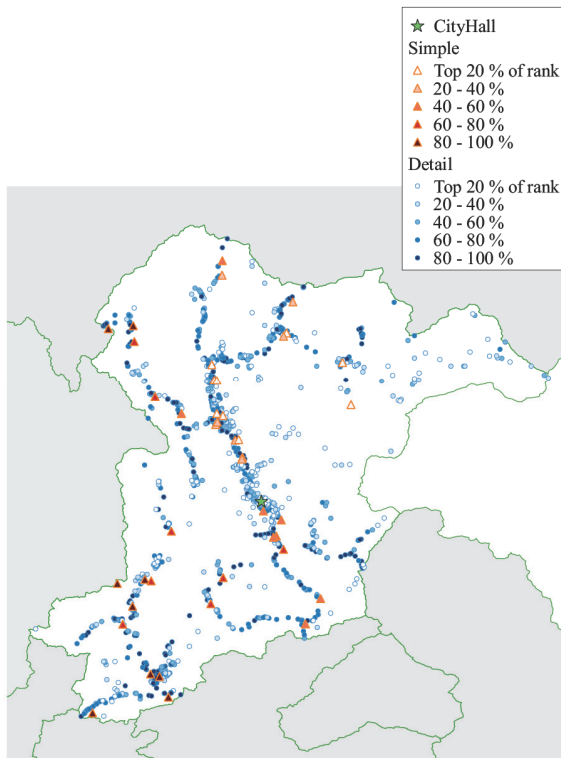 CityHall
Simple
Top 20 % of rank
20 - 40 %
40 - 60 %
60 - 80 %
80 - 100 %
Detail
Top 20 % of rank
20 - 40 %
40 - 60 %
60 - 80 %
80 - 100 %